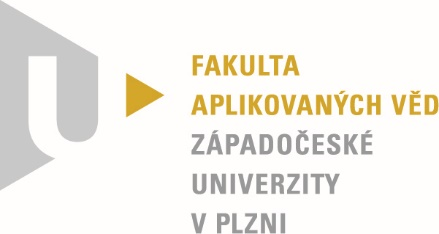 U
FAKULTA
APLIKOVANÝCH VĚD
ZÁPADOČESKÉ
UNIVERZITY
V PLZNI